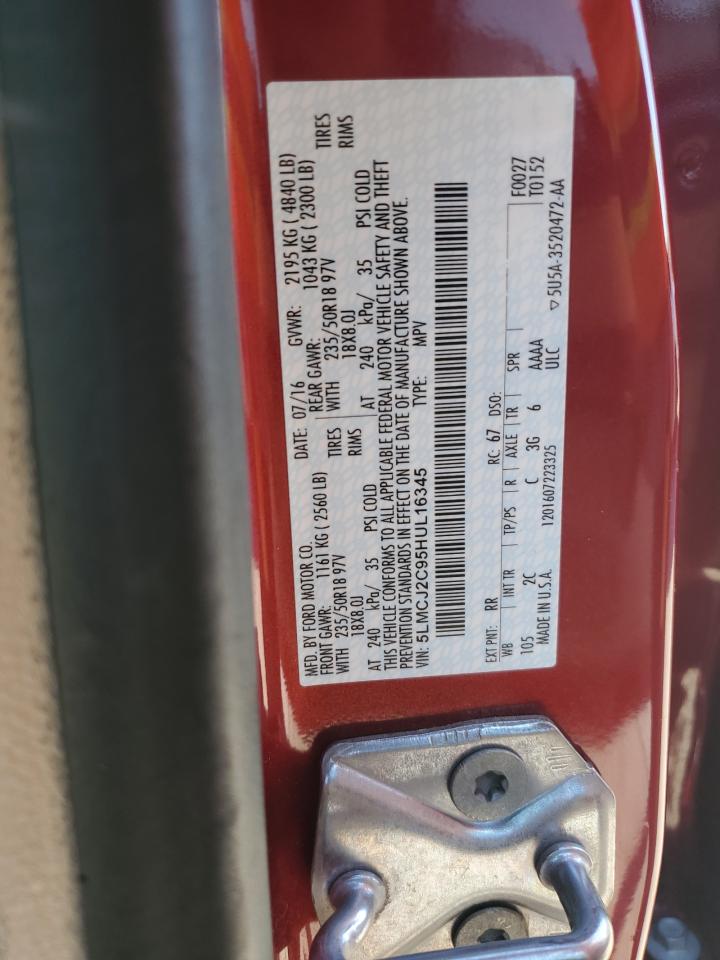 MFD. BY FORD MOTOR CO. DATE: 07/16 GVWR: 2195 KG ( 4840 LB)
FRONT GAWR: 1161 KG ( 2560 LB) REAR GAWR: 1043 KG ( 2300 LB)
WITH 235/50R18 97V TIRES WITH 235/50R18 97V TIRES
18X8.0J RIMS 18X8.0J RIMS
AT 240 kPa/ 35 PSI COLD AT 240 kPa/ 35 PSI COLD
THIS VEHICLE CONFORMS TO ALL APPLICABLE FEDERAL MOTOR VEHICLE SAFETY AND THEFT
PREVENTION STANDARDS IN EFFECT ON THE DATE OF MANUFACTURE SHOWN ABOVE.
VIN: 5LMCJ2C95HUL16345 TYPE: MPV
EXT PNT: RR RC: 67 DSO: F0027
WB INT TR TP/PS R AXLE TR SPR T0152
105 2C C 3G 6 AAAA
MADE IN U.S.A. 1201607223325 ULC
▽5U5A-3520472-AA